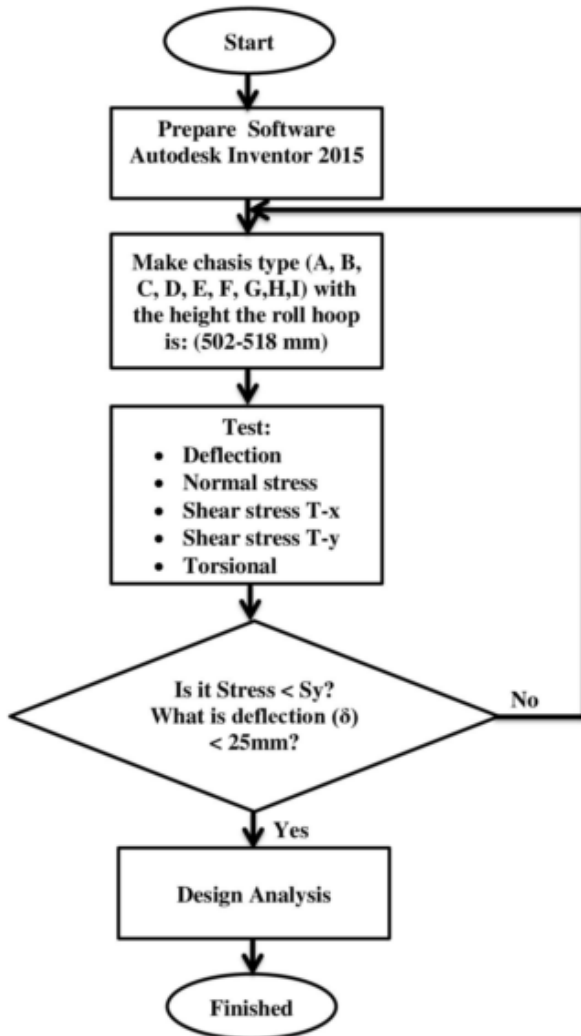 Start
Prepare Software
Autodesk Inventor 2015
Make chasis type (A, B,
C, D, E, F, G,H,I) with
the height the roll hoop
is: (502-518 mm)
Test:
• Deflection
• Normal stress
• Shear stress T-x
• Shear stress T-y
• Torsional
Is it Stress < Sy?
What is deflection (δ)
< 25mm?
No
Yes
Design Analysis
Finished